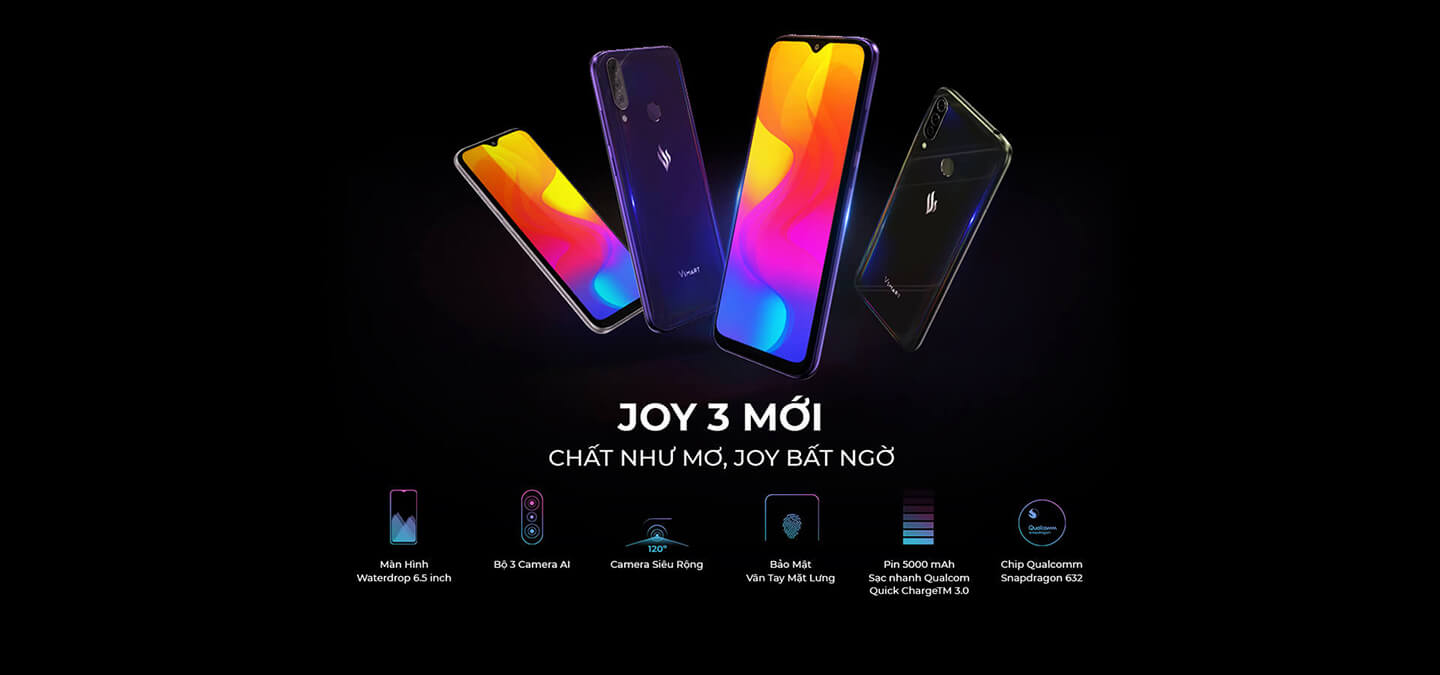 VSMART
VSMART
JOY 3 MỚI
CHẤT NHƯ MƠ, JOY BẤT NGỜ
Màn Hình
Waterdrop 6.5 inch
Bộ 3 Camera AI
120°
Camera Siêu Rộng
Bảo Mật
Vân Tay Mặt Lưng
Pin 5000 mAh
Sạc nhanh Qualcom
Quick ChargeTM 3.0
Qualcomm
snapdragon
Chip Qualcomm
Snapdragon 632